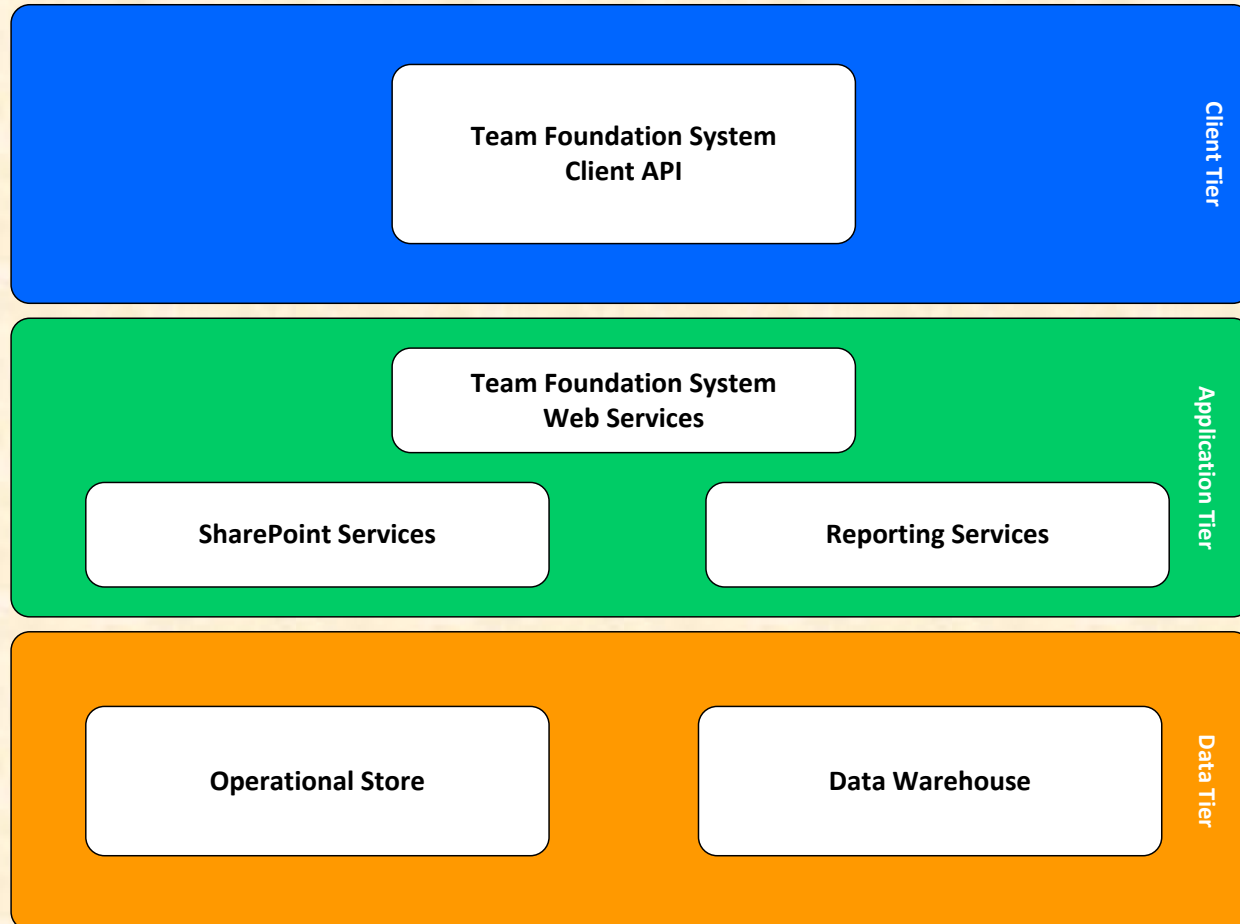 Team Foundation System
Client API
Client Tier
Team Foundation System
Web Services
SharePoint Services
Reporting Services
Application Tier
Operational Store
Data Warehouse
Data Tier